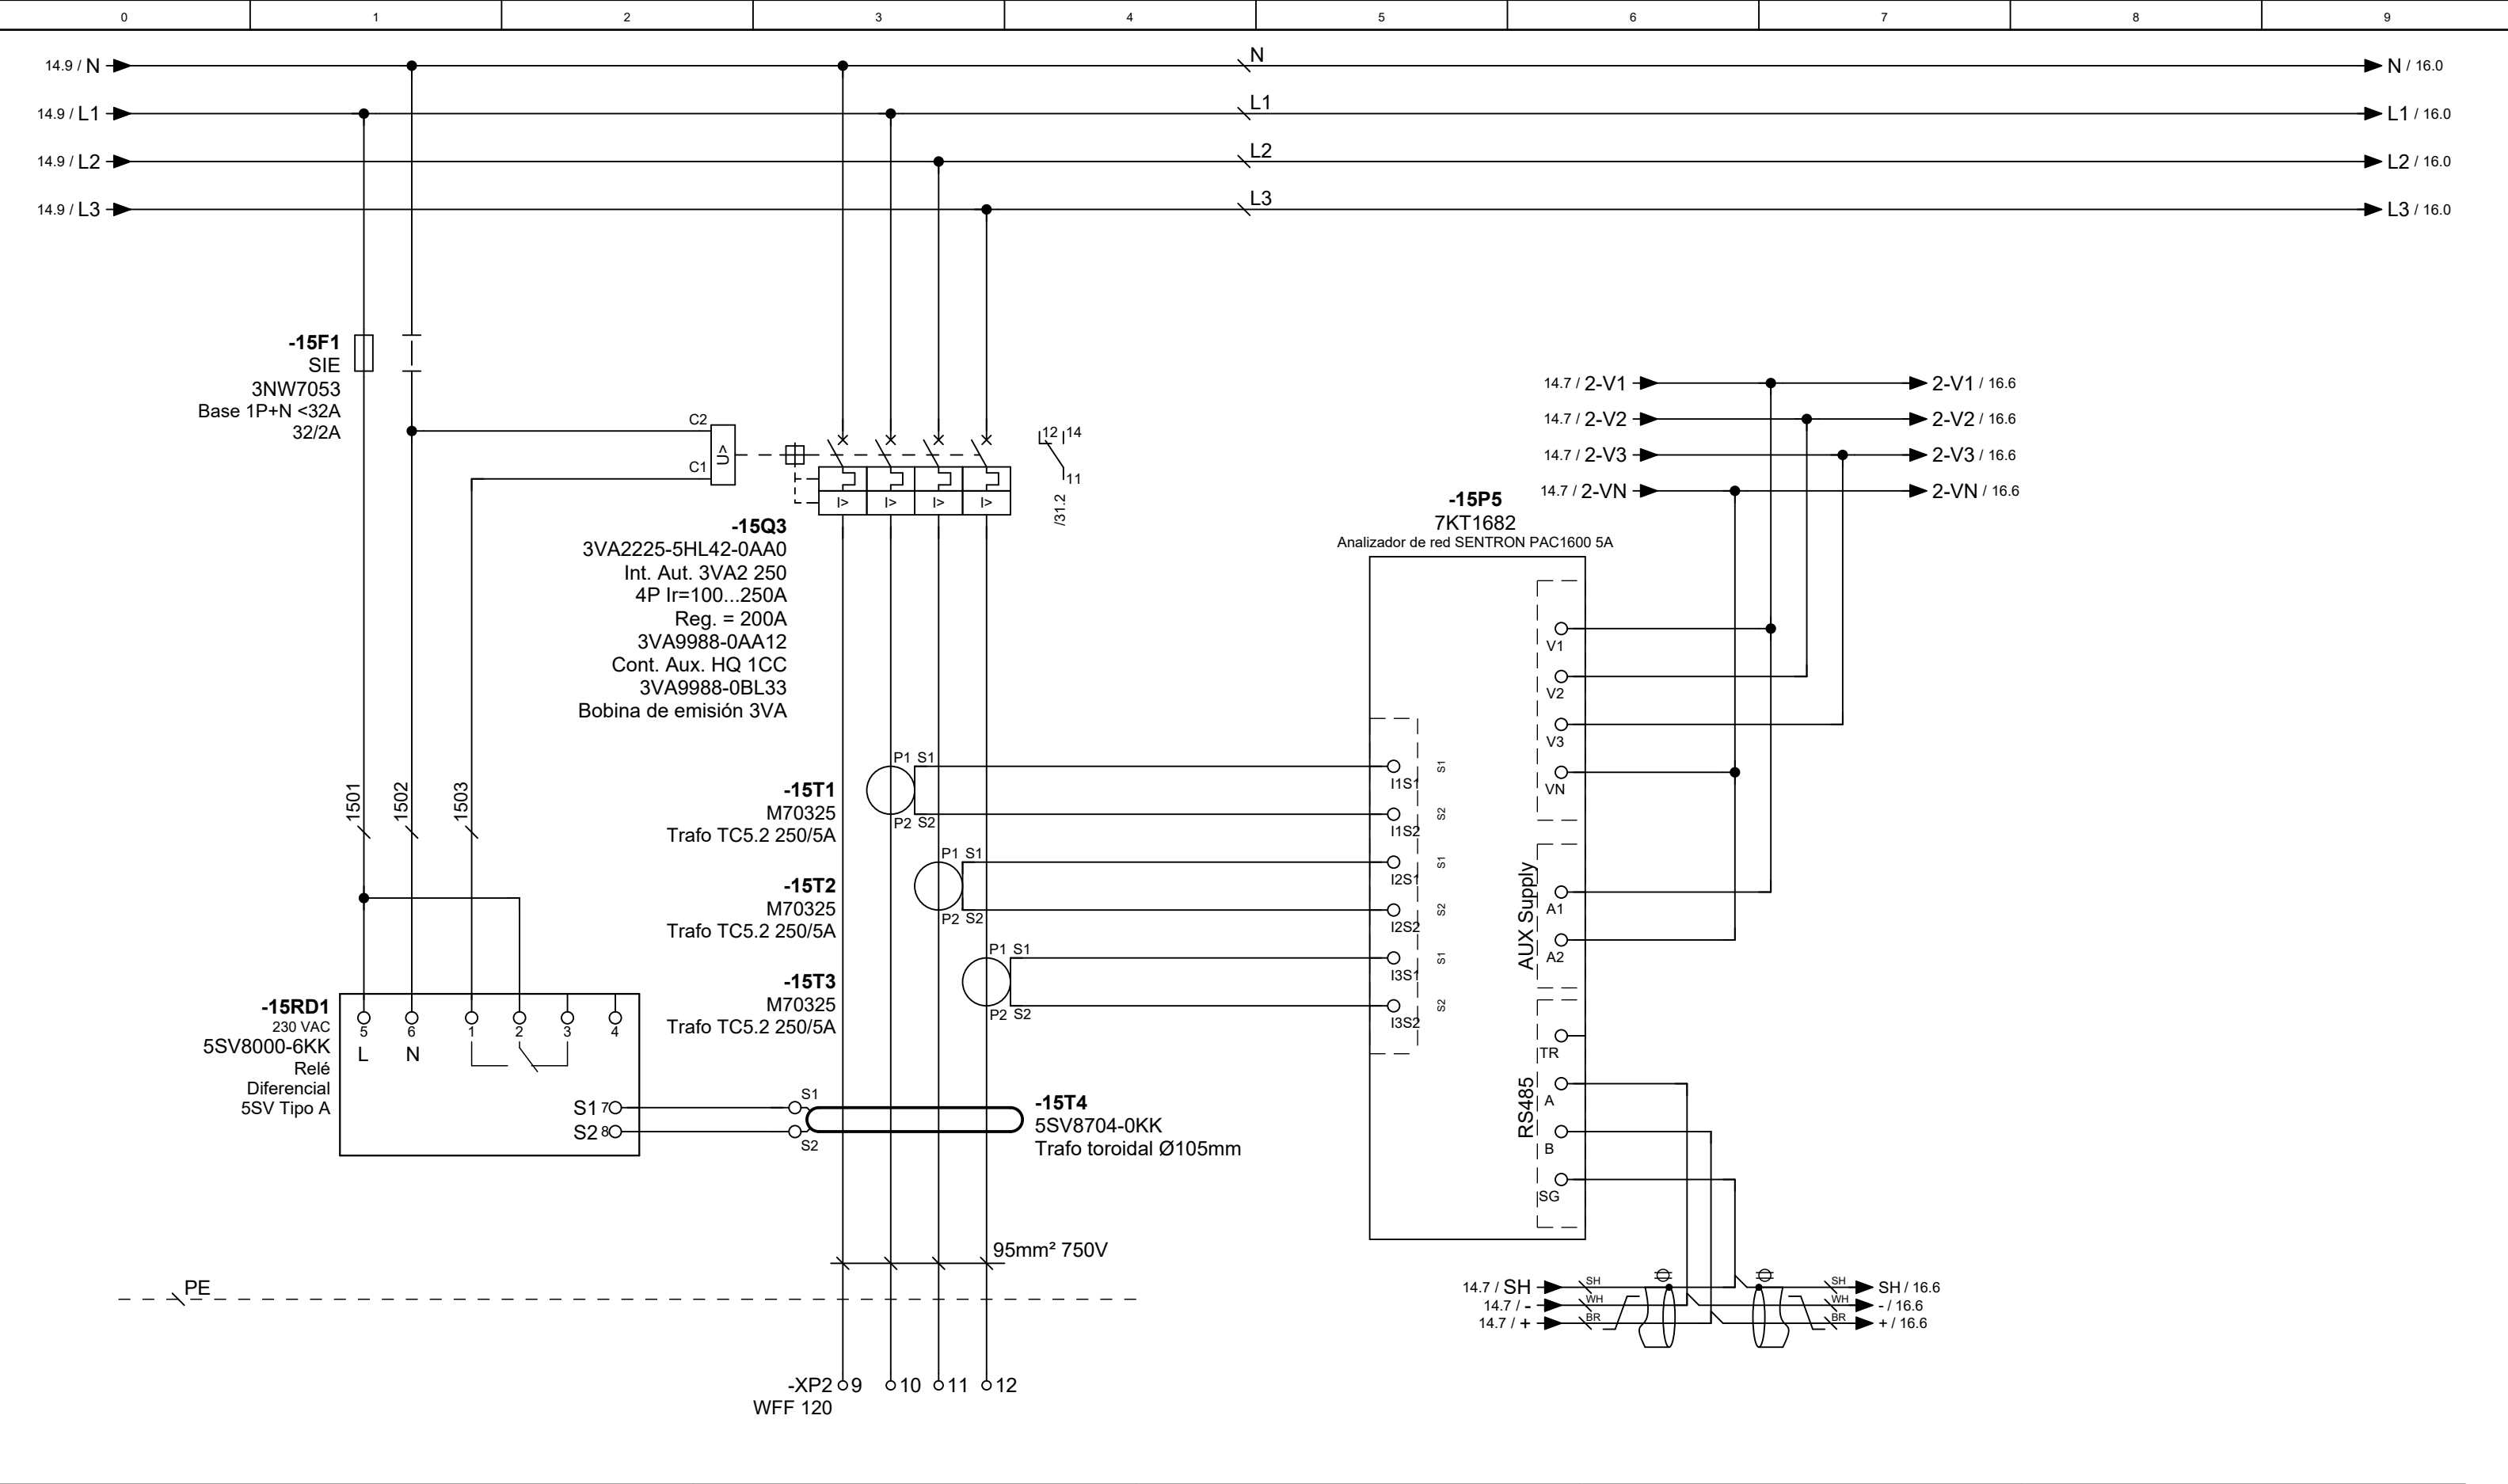 0 1 2 3 4 5 6 7 8 9
14.9 / N N N / 16.0
14.9 / L1 L1 L1 / 16.0
14.9 / L2 L2 L2 / 16.0
14.9 / L3 L3 L3 / 16.0
-15F1
SIE
3NW7053
Base 1P+N <32A
32/2A
C2
C1
U>
I> I> I> I>
12 14
11
/31.2
-15Q3
3VA2225-5HL42-0AA0
Int. Aut. 3VA2 250
4P Ir=100...250A
Reg. = 200A
3VA9988-0AA12
Cont. Aux. HQ 1CC
3VA9988-0BL33
Bobina de emisión 3VA
14.7 / 2-V1 2-V1 / 16.6
14.7 / 2-V2 2-V2 / 16.6
14.7 / 2-V3 2-V3 / 16.6
14.7 / 2-VN 2-VN / 16.6
-15P5
7KT1682
Analizador de red SENTRON PAC1600 5A
V1
V2
V3
VN
AUX Supply
A1
A2
RS485
TR
A
B
SG
1501
1502
1503
P1 S1
P2 S2
-15T1
M70325
Trafo TC5.2 250/5A
I1S1 S1
I1S2 S2
P1 S1
P2 S2
-15T2
M70325
Trafo TC5.2 250/5A
I2S1 S1
I2S2 S2
P1 S1
P2 S2
-15T3
M70325
Trafo TC5.2 250/5A
I3S1 S1
I3S2 S2
-15RD1
230 VAC
5SV8000-6KK
Relé
Diferencial
5SV Tipo A
5 6 1 2 3 4
L N
S1 7
S2 8
S1
S2
-15T4
5SV8704-0KK
Trafo toroidal Ø105mm
95mm² 750V
PE
14.7 / SH SH SH SH / 16.6
14.7 / - WH WH - / 16.6
14.7 / + BR BR + / 16.6
-XP2 9 10 11 12
WFF 120